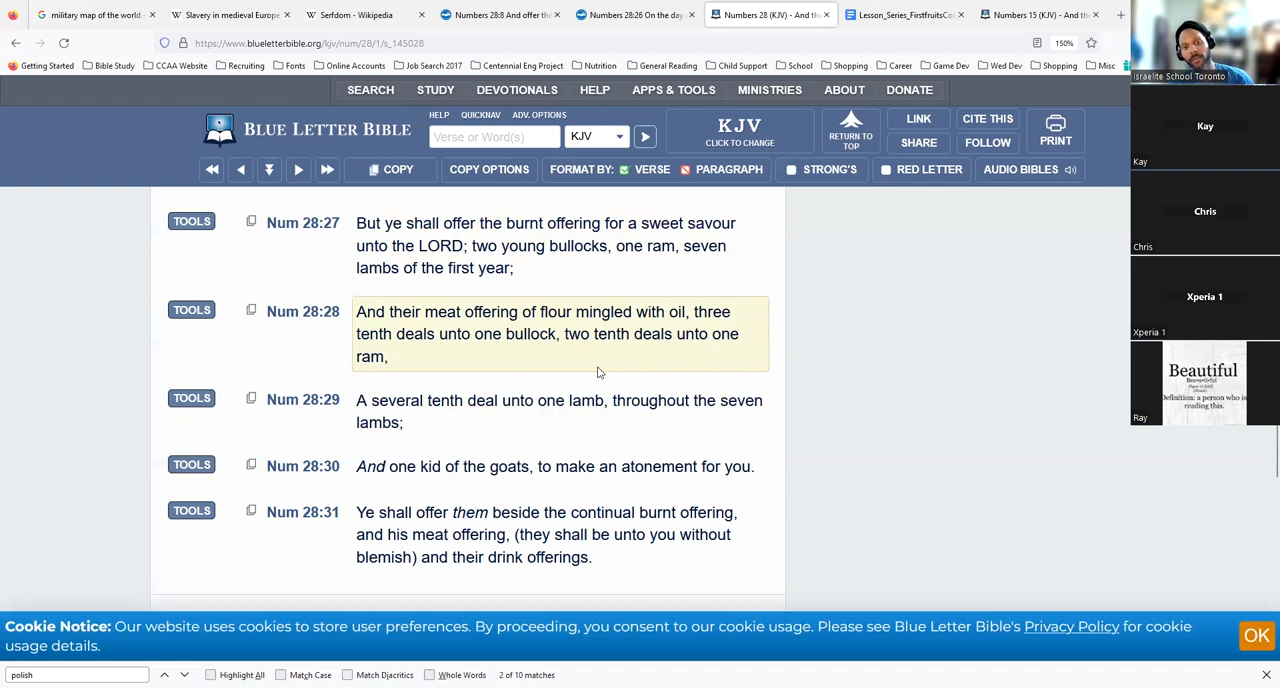 military map of the world -
Slavery in medieval Europe
Serfdom - Wikipedia
Numbers 28:8 And offer the
Numbers 28:26 On the day
Numbers 28 (KJV) - And the
Lesson_Series_FirstfruitsCo
Numbers 15 (KJV) - And the
https://www.blueletterbible.org/kjv/num/28/1/s_145028
150%
Getting Started Bible Study CCAA Website Recruiting Fonts Online Accounts Job Search 2017 Centennial Eng Project Nutrition General Reading Child Support School Shopping Career Game Dev Wed Dev Shopping Misc
SEARCH STUDY DEVOTIONALS HELP APPS & TOOLS MINISTRIES ABOUT DONATE
BLUE LETTER BIBLE
HELP QUICKNAV ADV. OPTIONS
Verse or Word(s)
KJV
KJV
CLICK TO CHANGE
RETURN TO
TOP
LINK
CITE THIS
SHARE
FOLLOW
PRINT
COPY COPY OPTIONS FORMAT BY: VERSE PARAGRAPH STRONG'S RED LETTER AUDIO BIBLES
TOOLS Num 28:27 But ye shall offer the burnt offering for a sweet savour
unto the LORD; two young bullocks, one ram, seven
lambs of the first year;
TOOLS Num 28:28 And their meat offering of flour mingled with oil, three
tenth deals unto one bullock, two tenth deals unto one
ram,
TOOLS Num 28:29 A several tenth deal unto one lamb, throughout the seven
lambs;
TOOLS Num 28:30 And one kid of the goats, to make an atonement for you.
TOOLS Num 28:31 Ye shall offer them beside the continual burnt offering,
and his meat offering, (they shall be unto you without
blemish) and their drink offerings.
Cookie Notice: Our website uses cookies to store user preferences. By proceeding, you consent to our cookie usage. Please see Blue Letter Bible's Privacy Policy for cookie
usage details.
OK
polish
Highlight All Match Case Match Diacritics Whole Words 2 of 10 matches
Israelite School Toronto
Kay
Kay
Chris
Chris
Xperia 1
Xperia 1
Beautiful
Definition: a person who is
reading this.
Ray